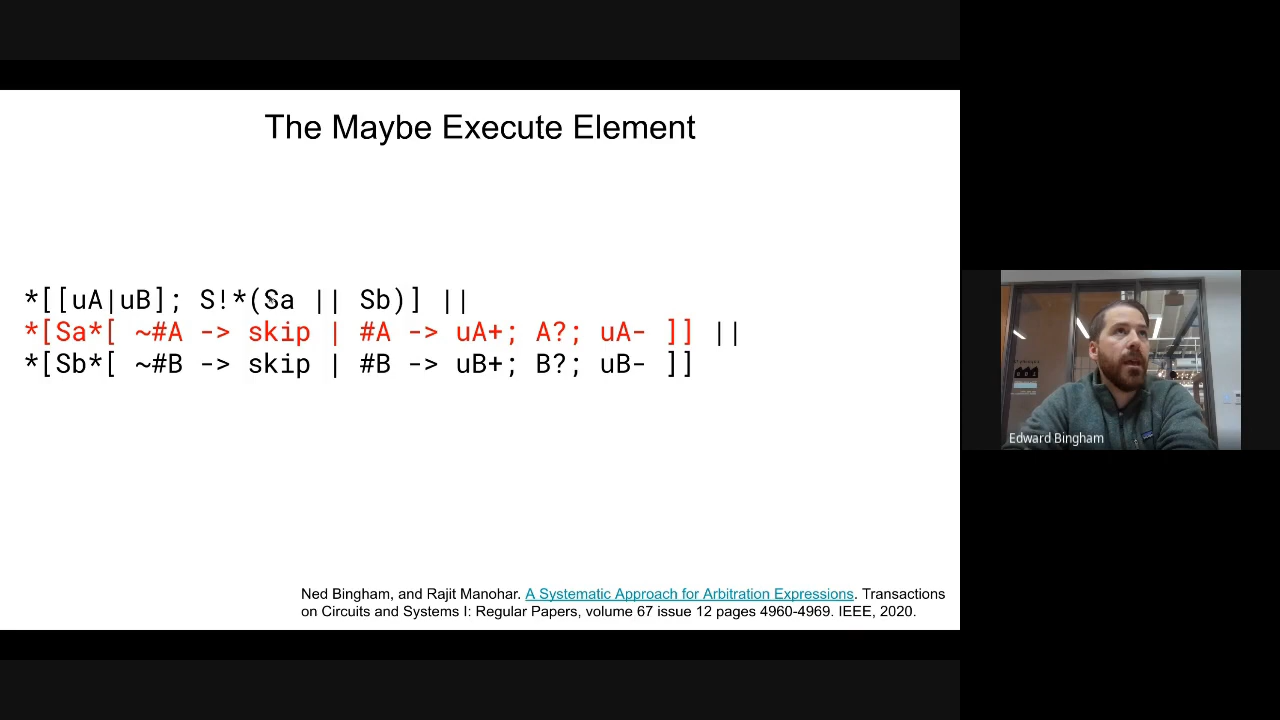 The Maybe Execute Element
*[[uA|uB]; S!*(Sa || Sb)] ||
*[Sa*[ ~#A -> skip | #A -> uA+; A?; uA- ]] ||
*[Sb*[ ~#B -> skip | #B -> uB+; B?; uB- ]]
Edward Bingham
Ned Bingham, and Rajit Manohar. A Systematic Approach for Arbitration Expressions. Transactions
on Circuits and Systems I: Regular Papers, volume 67 issue 12 pages 4960-4969. IEEE, 2020.